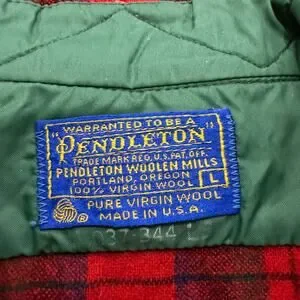 "WARRANTED TO BE A
"PENDLETON"
TRADE MARK REG. U.S. PAT. OFF.
PENDLETON WOOLEN MILLS
PORTLAND, OREGON
100% VIRGIN WOOL L
PURE VIRGIN WOOL
MADE IN U.S.A.
344 L